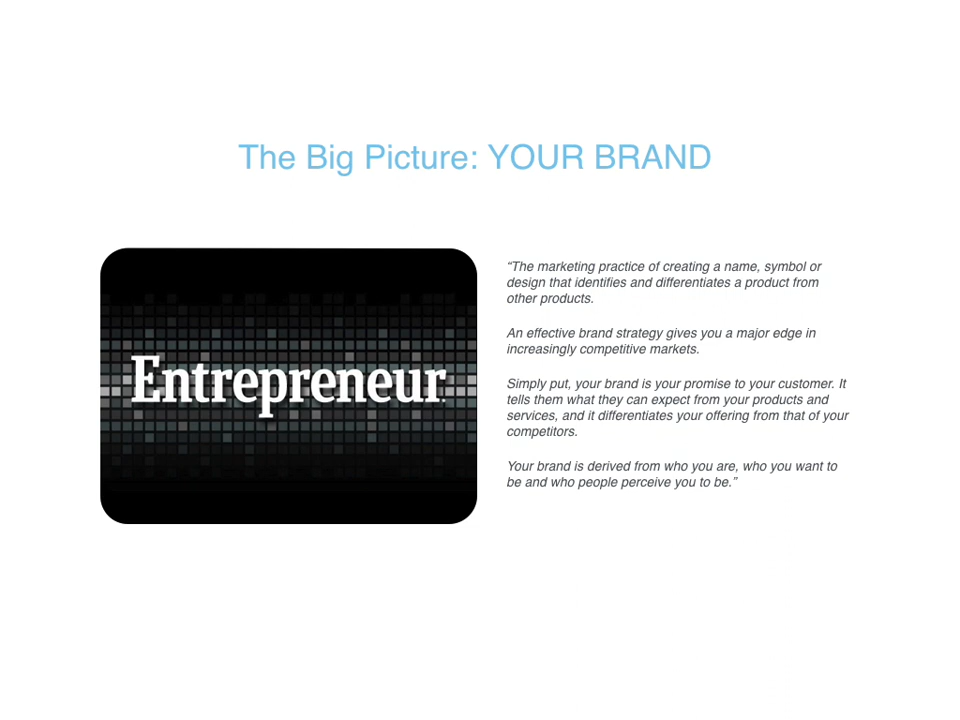 The Big Picture: YOUR BRAND
Entrepreneur
“The marketing practice of creating a name, symbol or
design that identifies and differentiates a product from
other products.
An effective brand strategy gives you a major edge in
increasingly competitive markets.
Simply put, your brand is your promise to your customer. It
tells them what they can expect from your products and
services, and it differentiates your offering from that of your
competitors.
Your brand is derived from who you are, who you want to
be and who people perceive you to be.”